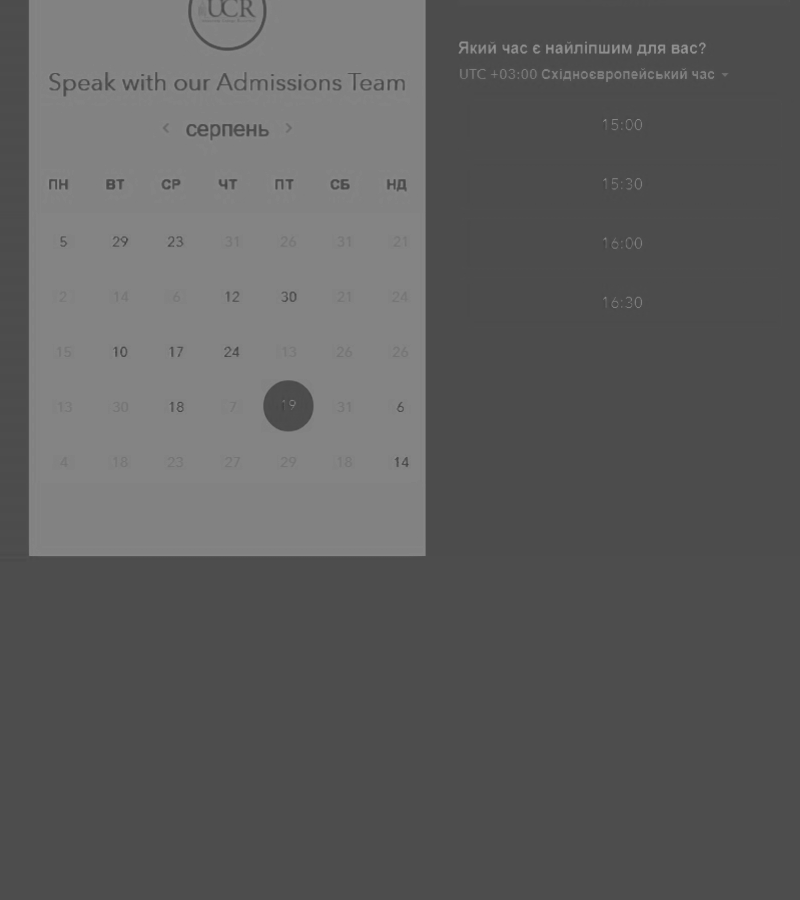 UCR
Speak with our Admissions Team
‹ серпень ›
ПН ВТ СР ЧТ ПТ СБ НД
5 29 23 31 26 31 21
2 14 6 12 30 21 24
15 10 17 24 13 26 26
13 30 18 7 19 31 6
4 18 23 27 29 18 14
Який час є найліпшим для вас?
UTC +03:00 Східноєвропейський час
15:00
15:30
16:00
16:30